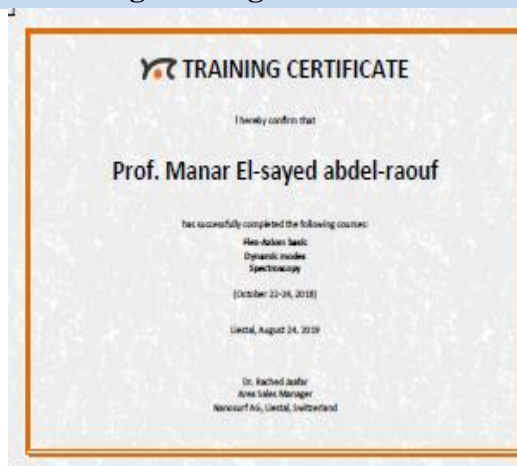 TRAINING CERTIFICATE
I hereby confirm that
Prof. Manar El-sayed abdel-raouf
has successfully completed the following courses:
Flex-Axiom basic
Dynamic modes
Spectroscopy
(October 22-24, 2018)
Liestal, August 24, 2019
Dr. Rached Jaafar
Area Sales Manager
Nanosurf AG, Liestal, Switzerland